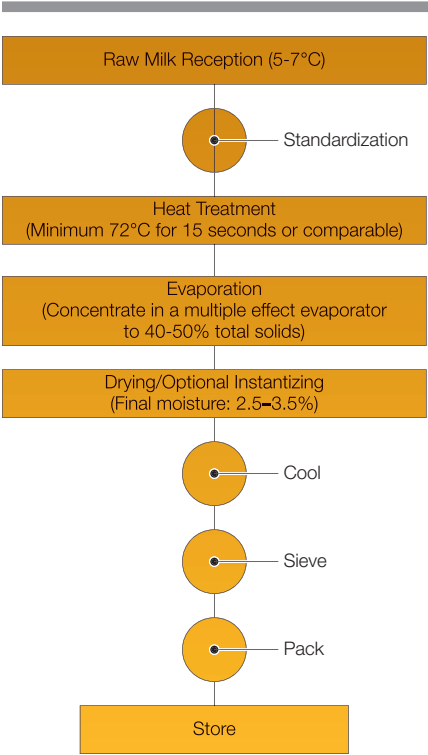 Raw Milk Reception (5-7°C)
Standardization
Heat Treatment
(Minimum 72°C for 15 seconds or comparable)
Evaporation
(Concentrate in a multiple effect evaporator
to 40-50% total solids)
Drying/Optional Instantizing
(Final moisture: 2.5–3.5%)
Cool
Sieve
Pack
Store